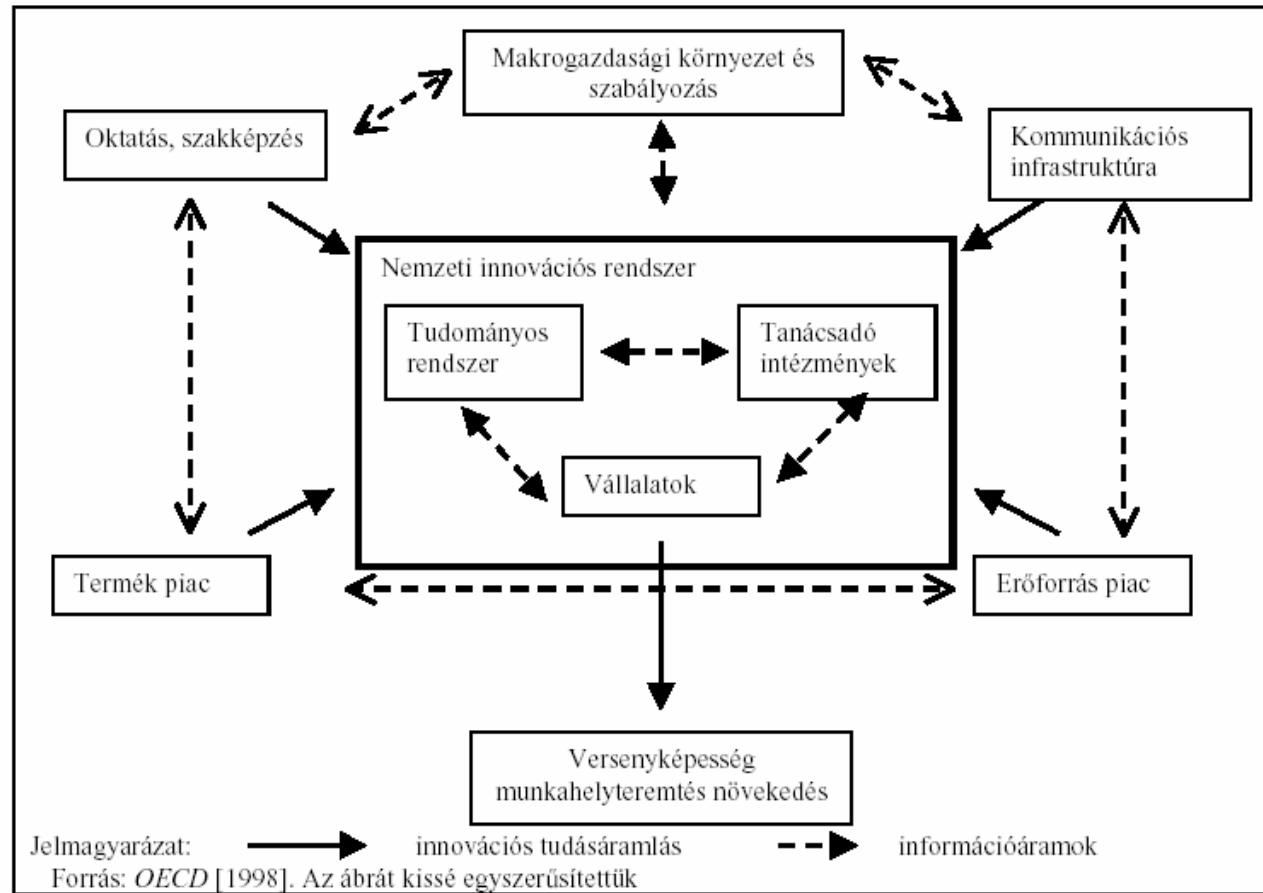 Makrogazdasági környezet és
szabályozás
Oktatás, szakképzés
Kommunikációs
infrastruktúra
Nemzeti innovációs rendszer
Tudományos
rendszer
Tanácsadó
intézmények
Vállalatok
Termék piac
Erőforrás piac
Versenyképesség
munkahelyteremtés növekedés
Jelmagyarázat: innovációs tudásáramlás információáramok
Forrás: OECD [1998]. Az ábrát kissé egyszerűsítettük